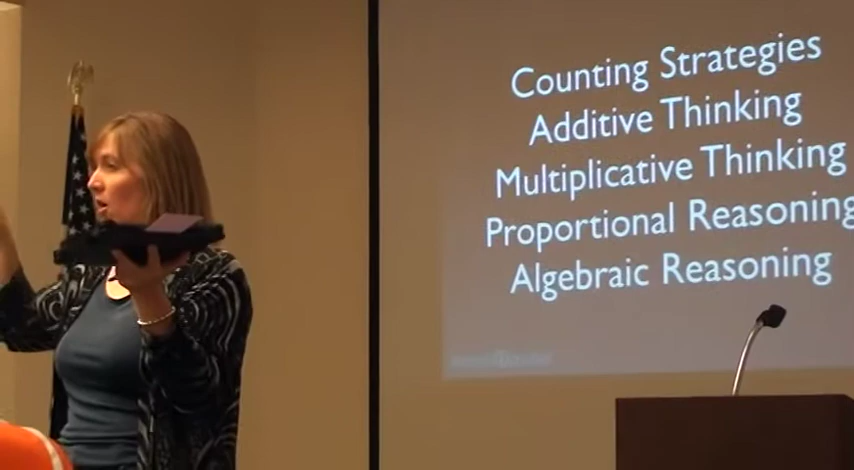 Counting Strategies
Additive Thinking
Multiplicative Thinking
Proportional Reasoning
Algebraic Reasoning